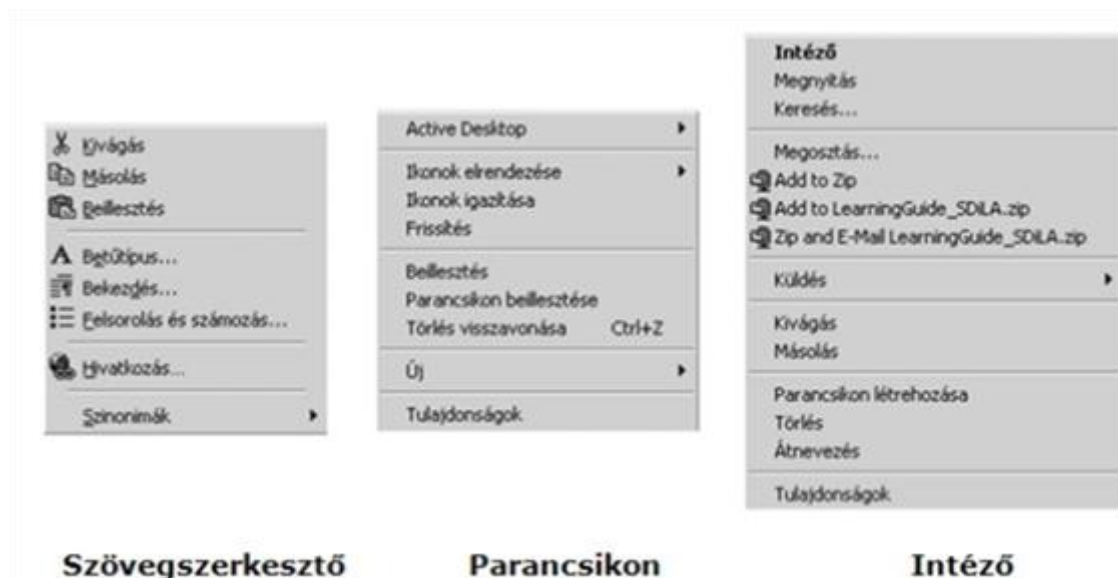 Kivágás
Másolás
Beillesztés
Betűtípus...
Bekezdés...
Felsorolás és számozás...
Hivatkozás...
Szinonimák
Szövegszerkesztő
Active Desktop
Ikonok elrendezése
Ikonok igazítása
Frissítés
Beillesztés
Parancsikon beillesztése
Törlés visszavonása Ctrl+Z
Új
Tulajdonságok
Parancsikon
Intéző
Megnyitás
Keresés...
Megosztás...
Add to Zip
Add to LearningGuide_SDiLA.zip
Zip and E-Mail LearningGuide_SDiLA.zip
Küldés
Kivágás
Másolás
Parancsikon létrehozása
Törlés
Átnevezés
Tulajdonságok
Intéző